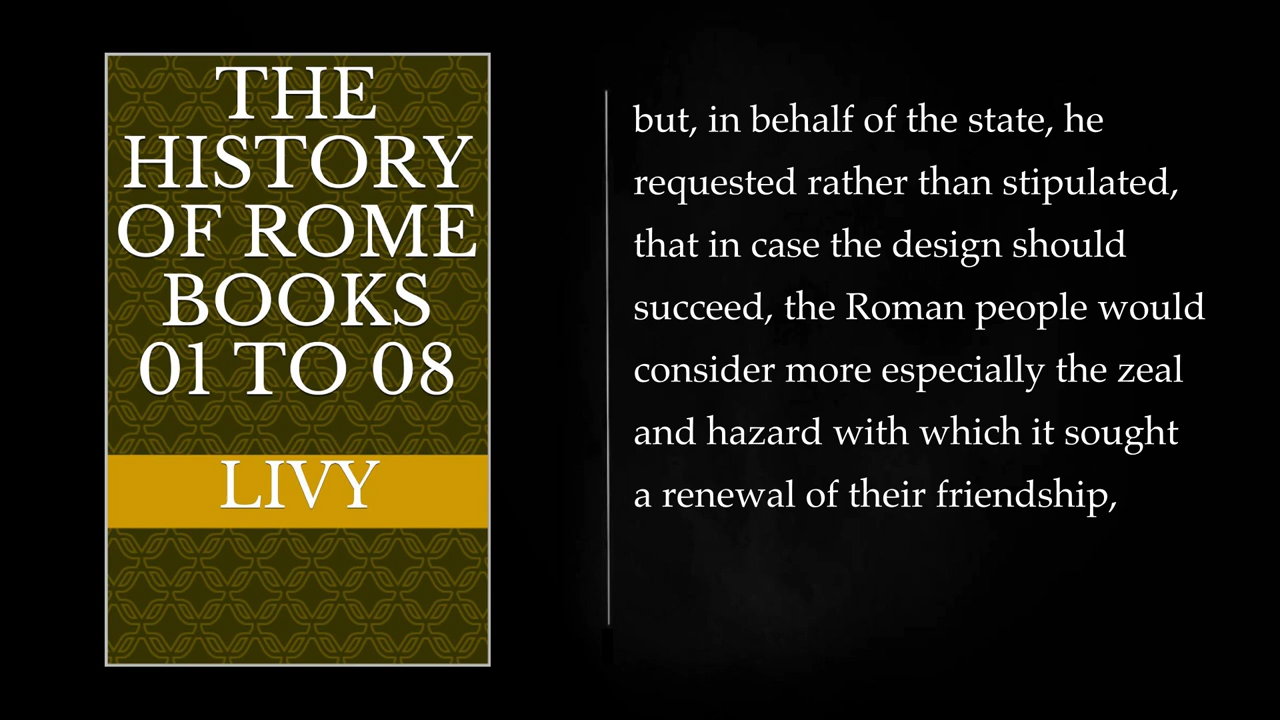 THE
HISTORY
OF ROME
BOOKS
01 TO 08
LIVY
but, in behalf of the state, he
requested rather than stipulated,
that in case the design should
succeed, the Roman people would
consider more especially the zeal
and hazard with which it sought
a renewal of their friendship,